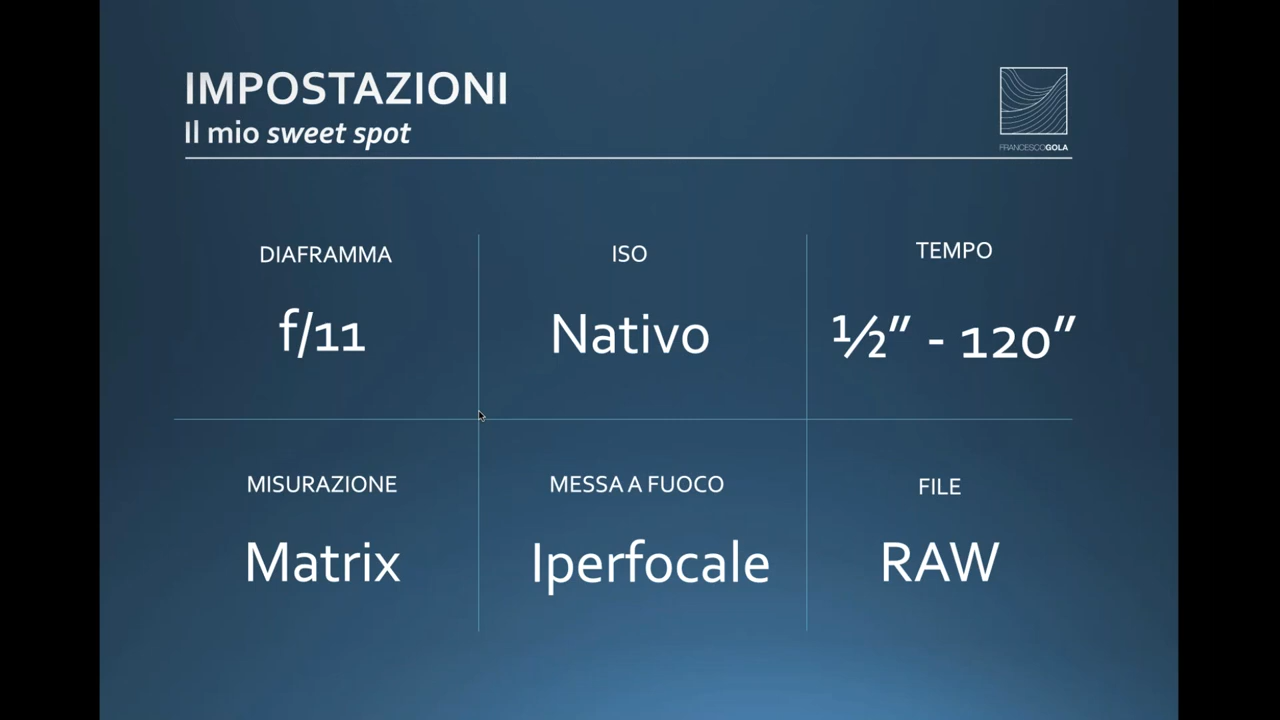 IMPOSTAZIONI
Il mio sweet spot
FRANCESCOGOLA
DIAFRAMMA
f/11
ISO
Nativo
TEMPO
½” - 120”
MISURAZIONE
Matrix
MESSA A FUOCO
Iperfocale
FILE
RAW